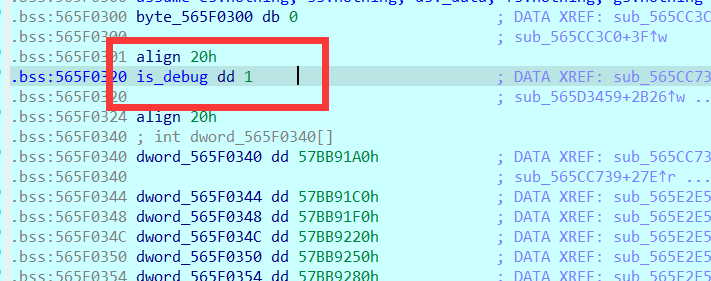 .bss:565F0300 byte_565F0300 db 0 ; DATA XREF: sub_565CC3C
.bss:565F0300 ; sub_565CC3C0+3F↑w ...
.bss:565F0301 align 20h
.bss:565F0320 is_debug dd 1 ; DATA XREF: sub_565CC73
.bss:565F0320 ; sub_565D3459+2B26↑w ...
.bss:565F0324 align 20h
.bss:565F0340 ; int dword_565F0340[]
.bss:565F0340 dword_565F0340 dd 57BB91A0h ; DATA XREF: sub_565CC73
.bss:565F0340 ; sub_565CC739+27E↑r ...
.bss:565F0344 dword_565F0344 dd 57BB91C0h ; DATA XREF: sub_565E2E5
.bss:565F0348 dword_565F0348 dd 57BB91F0h ; DATA XREF: sub_565E2E5
.bss:565F034C dword_565F034C dd 57BB9220h ; DATA XREF: sub_565E2E5
.bss:565F0350 dword_565F0350 dd 57BB9250h ; DATA XREF: sub_565E2E5
.bss:565F0354 dword_565F0354 dd 57BB9280h ; DATA XREF: sub_565E2E5